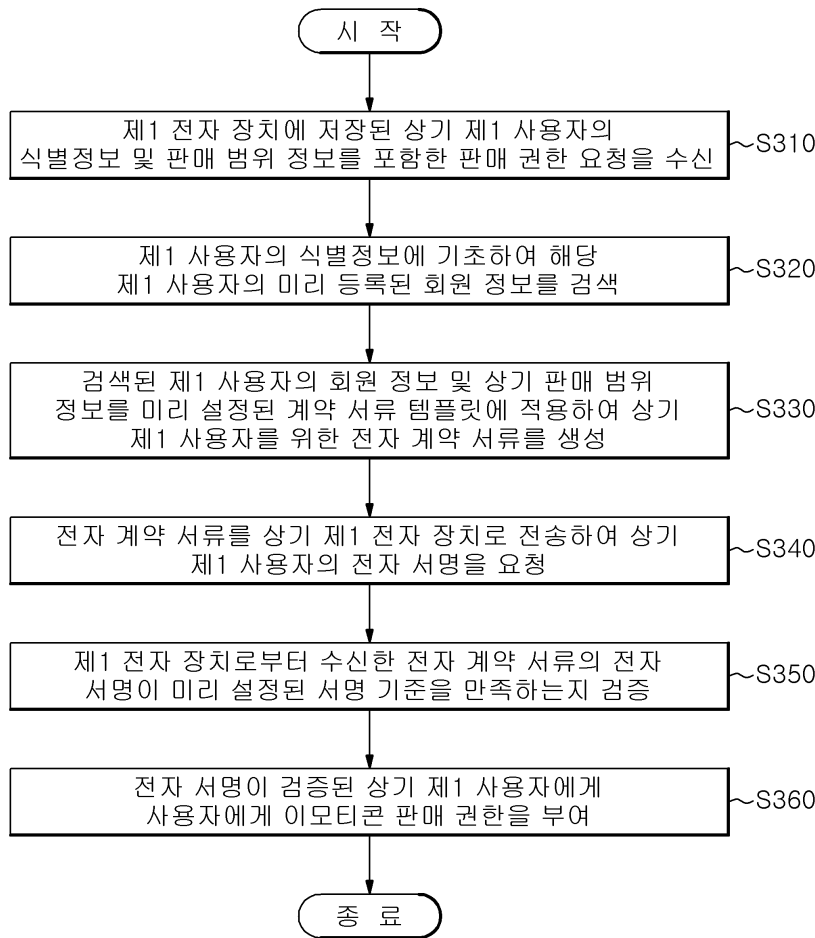 시 작
제1 전자 장치에 저장된 상기 제1 사용자의
식별정보 및 판매 범위 정보를 포함한 판매 권한 요청을 수신
S310
제1 사용자의 식별정보에 기초하여 해당
제1 사용자의 미리 등록된 회원 정보를 검색
S320
검색된 제1 사용자의 회원 정보 및 상기 판매 범위
정보를 미리 설정된 계약 서류 템플릿에 적용하여 상기
제1 사용자를 위한 전자 계약 서류를 생성
S330
전자 계약 서류를 상기 제1 전자 장치로 전송하여 상기
제1 사용자의 전자 서명을 요청
S340
제1 전자 장치로부터 수신한 전자 계약 서류의 전자
서명이 미리 설정된 서명 기준을 만족하는지 검증
S350
전자 서명이 검증된 상기 제1 사용자에게
사용자에게 이모티콘 판매 권한을 부여
S360
종 료